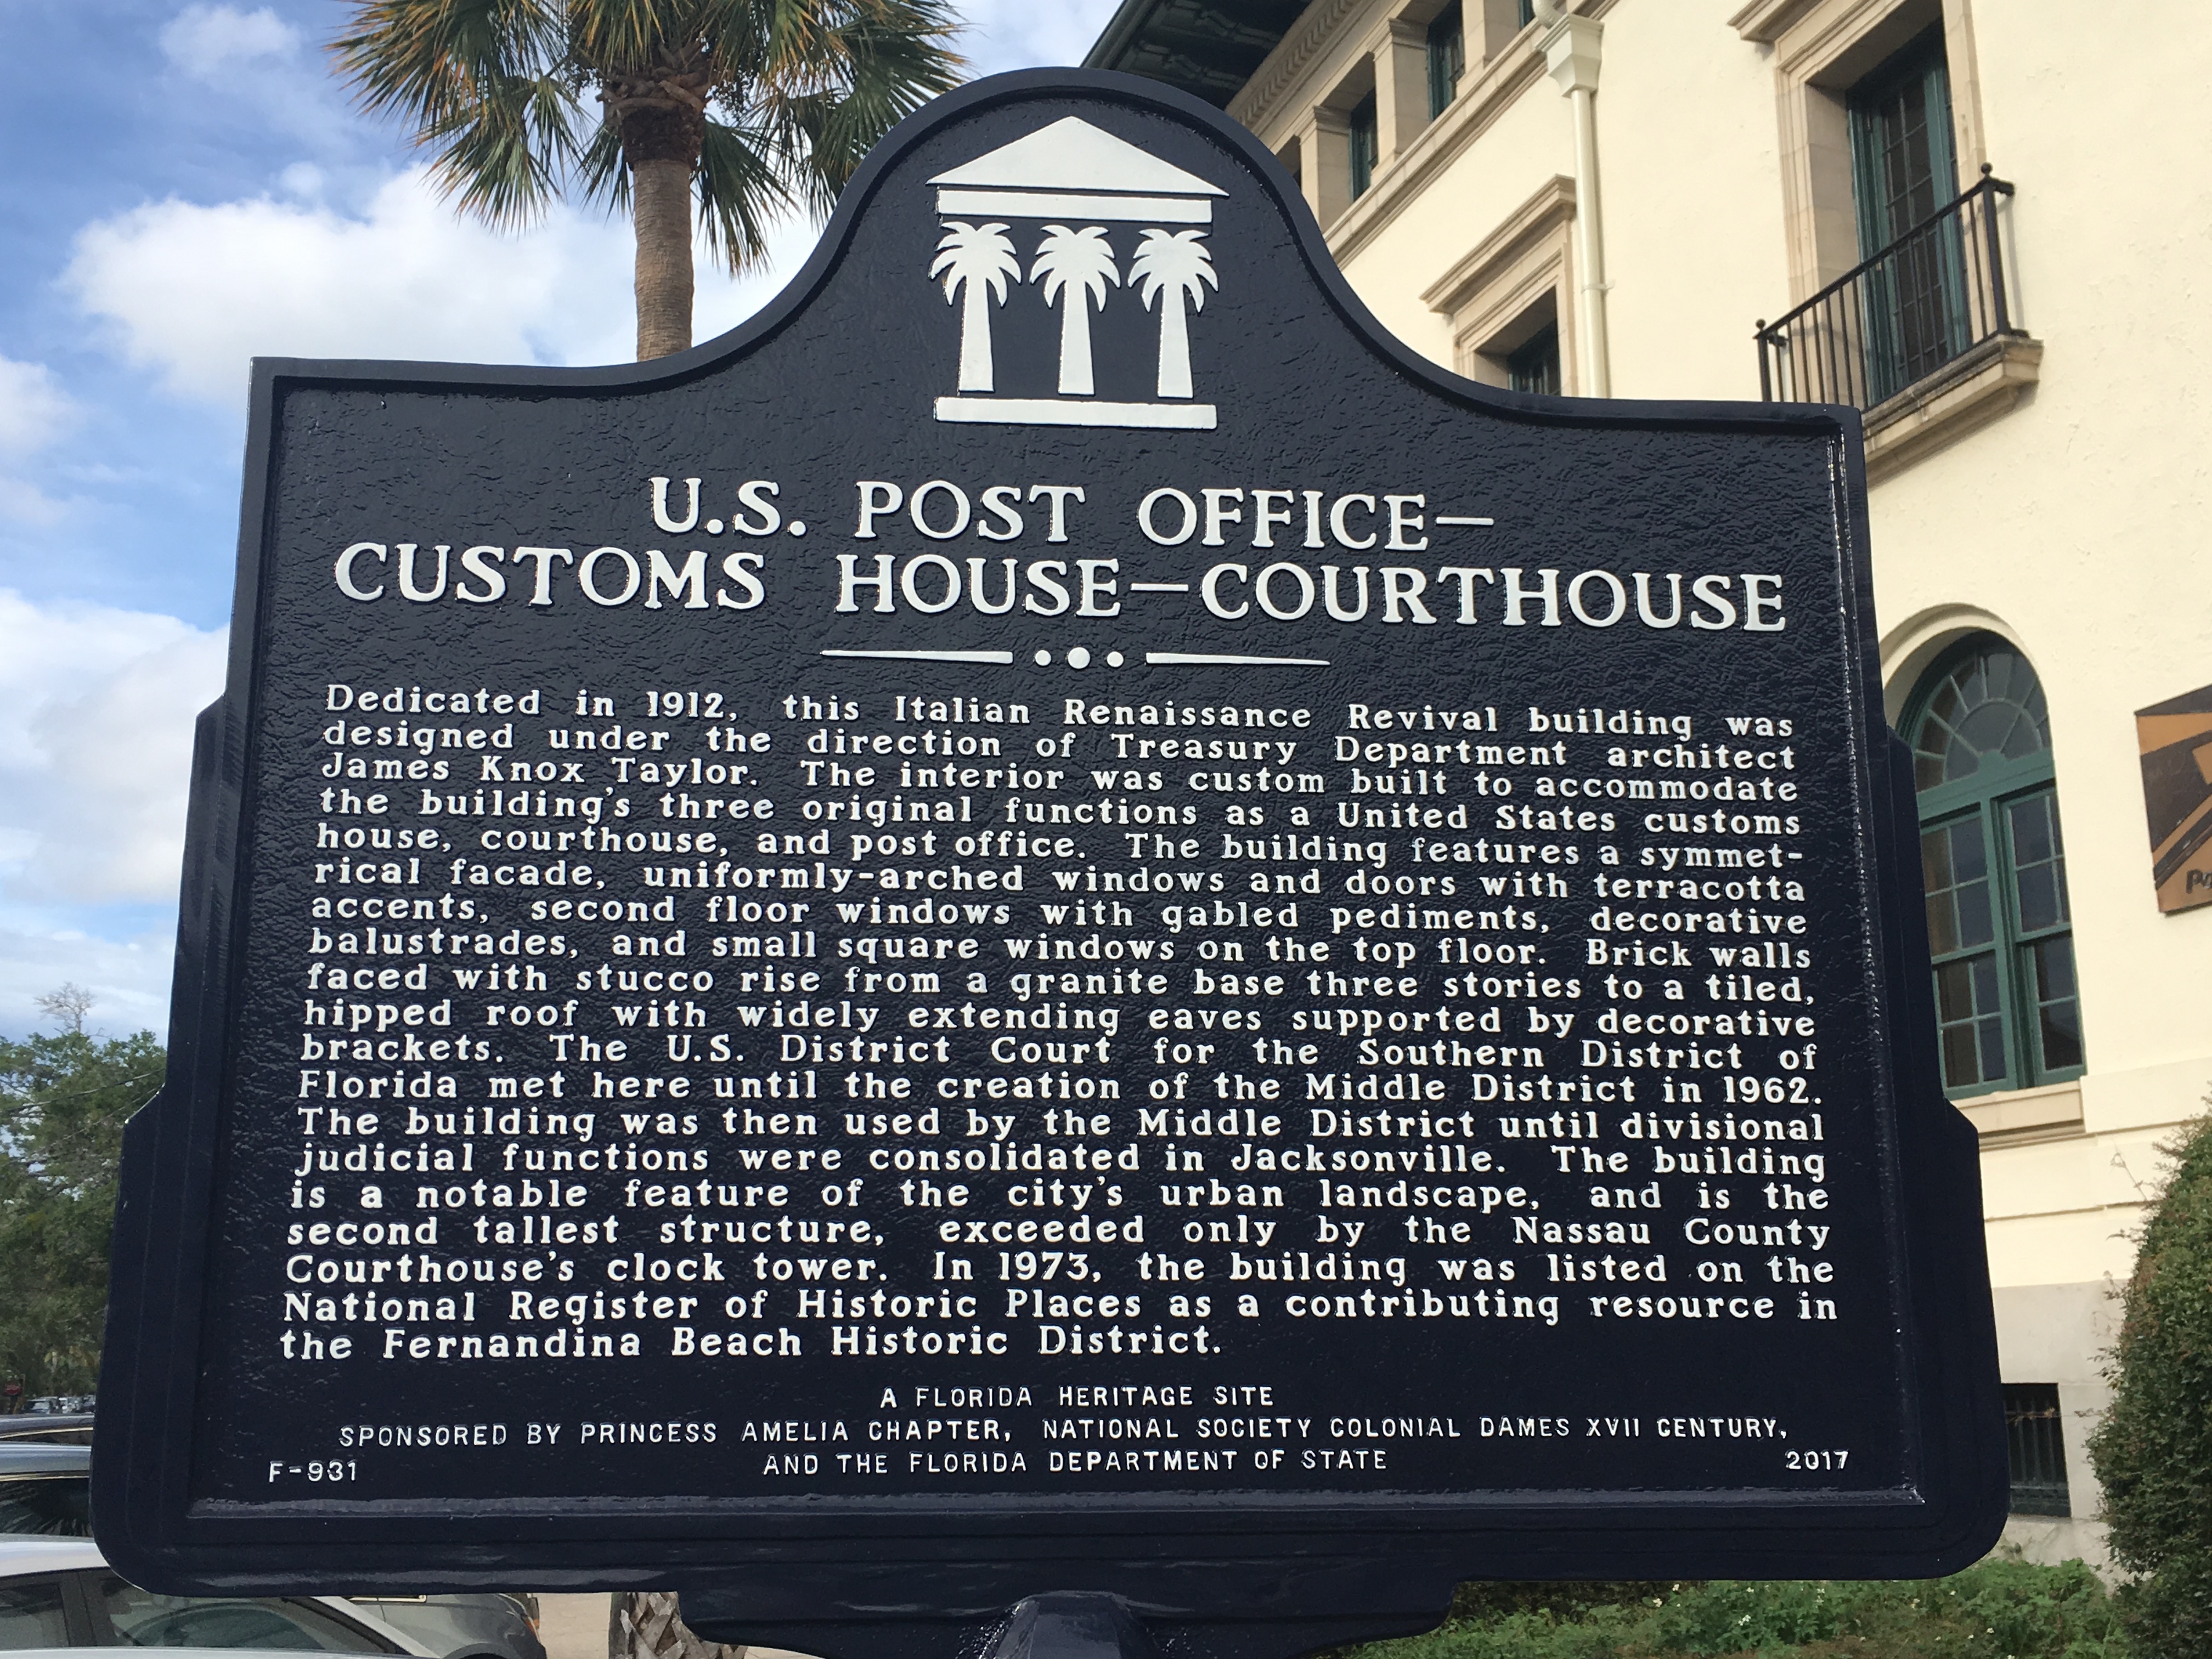 U.S. POST OFFICE—
CUSTOMS HOUSE—COURTHOUSE
Dedicated in 1912, this Italian Renaissance Revival building was
designed under the direction of Treasury Department architect
James Knox Taylor. The interior was custom built to accommodate
the building's three original functions as a United States customs
house, courthouse, and post office. The building features a symmet-
rical facade, uniformly-arched windows and doors with terracotta
accents, second floor windows with gabled pediments, decorative
balustrades, and small square windows on the top floor. Brick walls
faced with stucco rise from a granite base three stories to a tiled,
hipped roof with widely extending eaves supported by decorative
brackets. The U.S. District Court for the Southern District of
Florida met here until the creation of the Middle District in 1962.
The building was then used by the Middle District until divisional
judicial functions were consolidated in Jacksonville. The building
is a notable feature of the city's urban landscape, and is the
second tallest structure, exceeded only by the Nassau County
Courthouse's clock tower. In 1973, the building was listed on the
National Register of Historic Places as a contributing resource in
the Fernandina Beach Historic District.
A FLORIDA HERITAGE SITE
SPONSORED BY PRINCESS AMELIA CHAPTER, NATIONAL SOCIETY COLONIAL DAMES XVII CENTURY,
F-931 AND THE FLORIDA DEPARTMENT OF STATE 2017